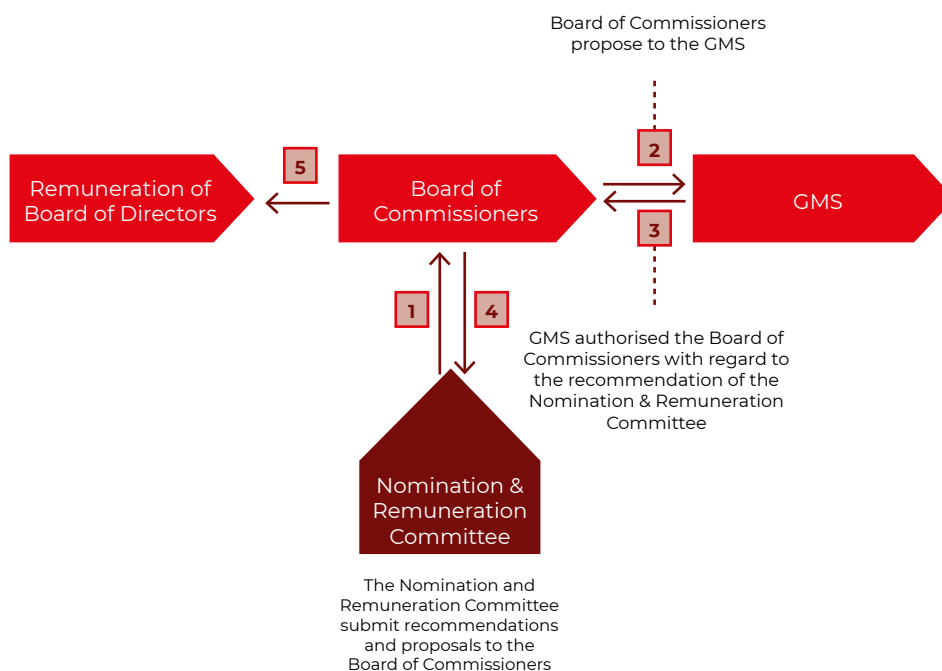 Board of Commissioners
propose to the GMS
2
5
Remuneration of
Board of Directors
Board of
Commissioners
GMS
3
1
4
GMS authorised the Board of
Commissioners with regard to
the recommendation of the
Nomination & Remuneration
Committee
Nomination &
Remuneration
Committee
The Nomination and
Remuneration Committee
submit recommendations
and proposals to the
Board of Commissioners